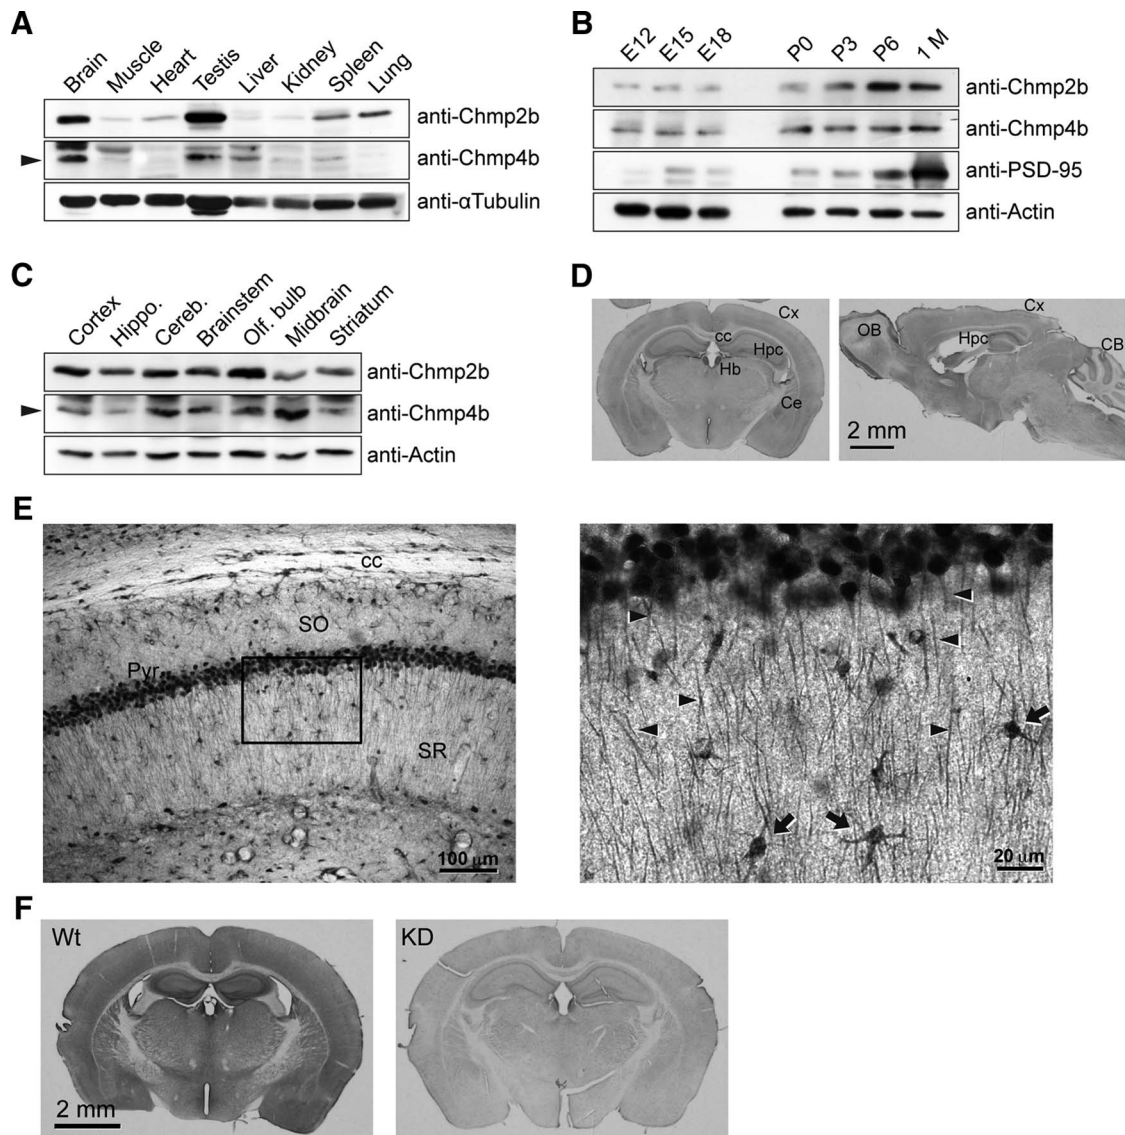 A
Brain Muscle Heart Testis Liver Kidney Spleen Lung
anti-Chmp2b
anti-Chmp4b
anti-αTubulin
B
E12 E15 E18 P0 P3 P6 1 M
anti-Chmp2b
anti-Chmp4b
anti-PSD-95
anti-Actin
C
Cortex Hippo. Cereb. Brainstem Olf. bulb Midbrain Striatum
anti-Chmp2b
anti-Chmp4b
anti-Actin
D
Cx
cc
Hpc
Hb
Ce
Cx
OB
Hpc
CB
2 mm
E
cc
SO
Pyr
SR
100 μm
20 μm
F
Wt
2 mm
KD